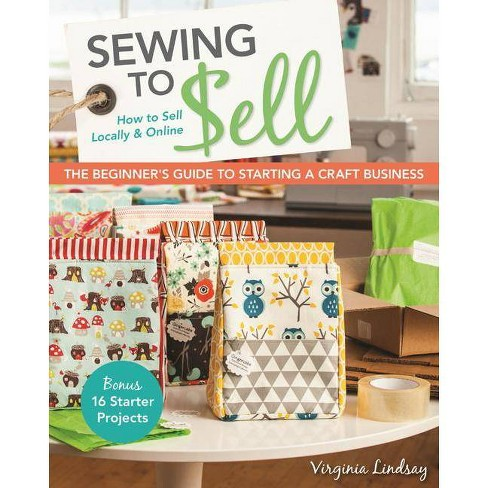 SEWING
TO $ell
How to Sell
Locally & Online
THE BEGINNER'S GUIDE TO STARTING A CRAFT BUSINESS
Bonus
16 Starter
Projects
Virginia Lindsay